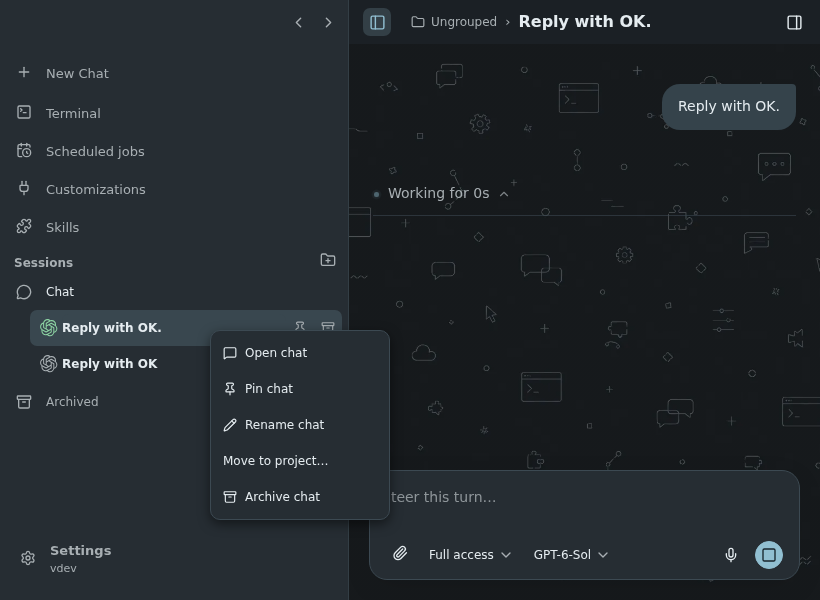 Ungrouped › Reply with OK.
New Chat
Terminal
Scheduled jobs
Customizations
Skills
Sessions
Chat
Reply with OK.
Reply with OK
Archived
Settings
vdev
Open chat
Pin chat
Rename chat
Move to project…
Archive chat
Reply with OK.
Working for 0s
teer this turn…
Full access
GPT-6-Sol